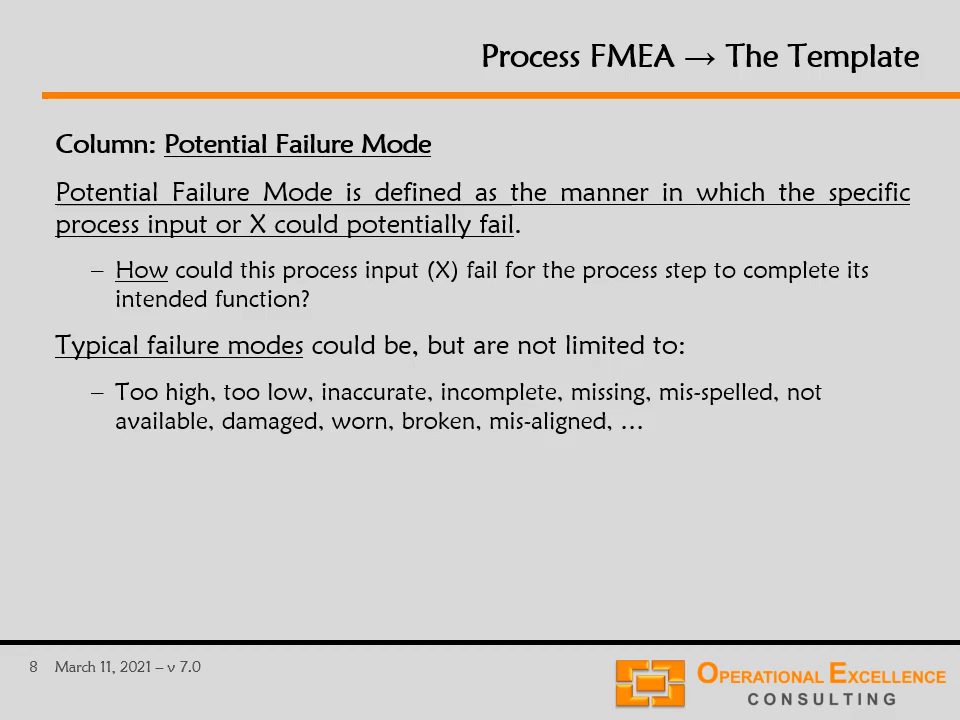 Process FMEA → The Template
Column: Potential Failure Mode
Potential Failure Mode is defined as the manner in which the specific
process input or X could potentially fail.
– How could this process input (X) fail for the process step to complete its
intended function?
Typical failure modes could be, but are not limited to:
– Too high, too low, inaccurate, incomplete, missing, mis-spelled, not
available, damaged, worn, broken, mis-aligned, …
8 March 11, 2021 – v 7.0
OPERATIONAL EXCELLENCE
CONSULTING